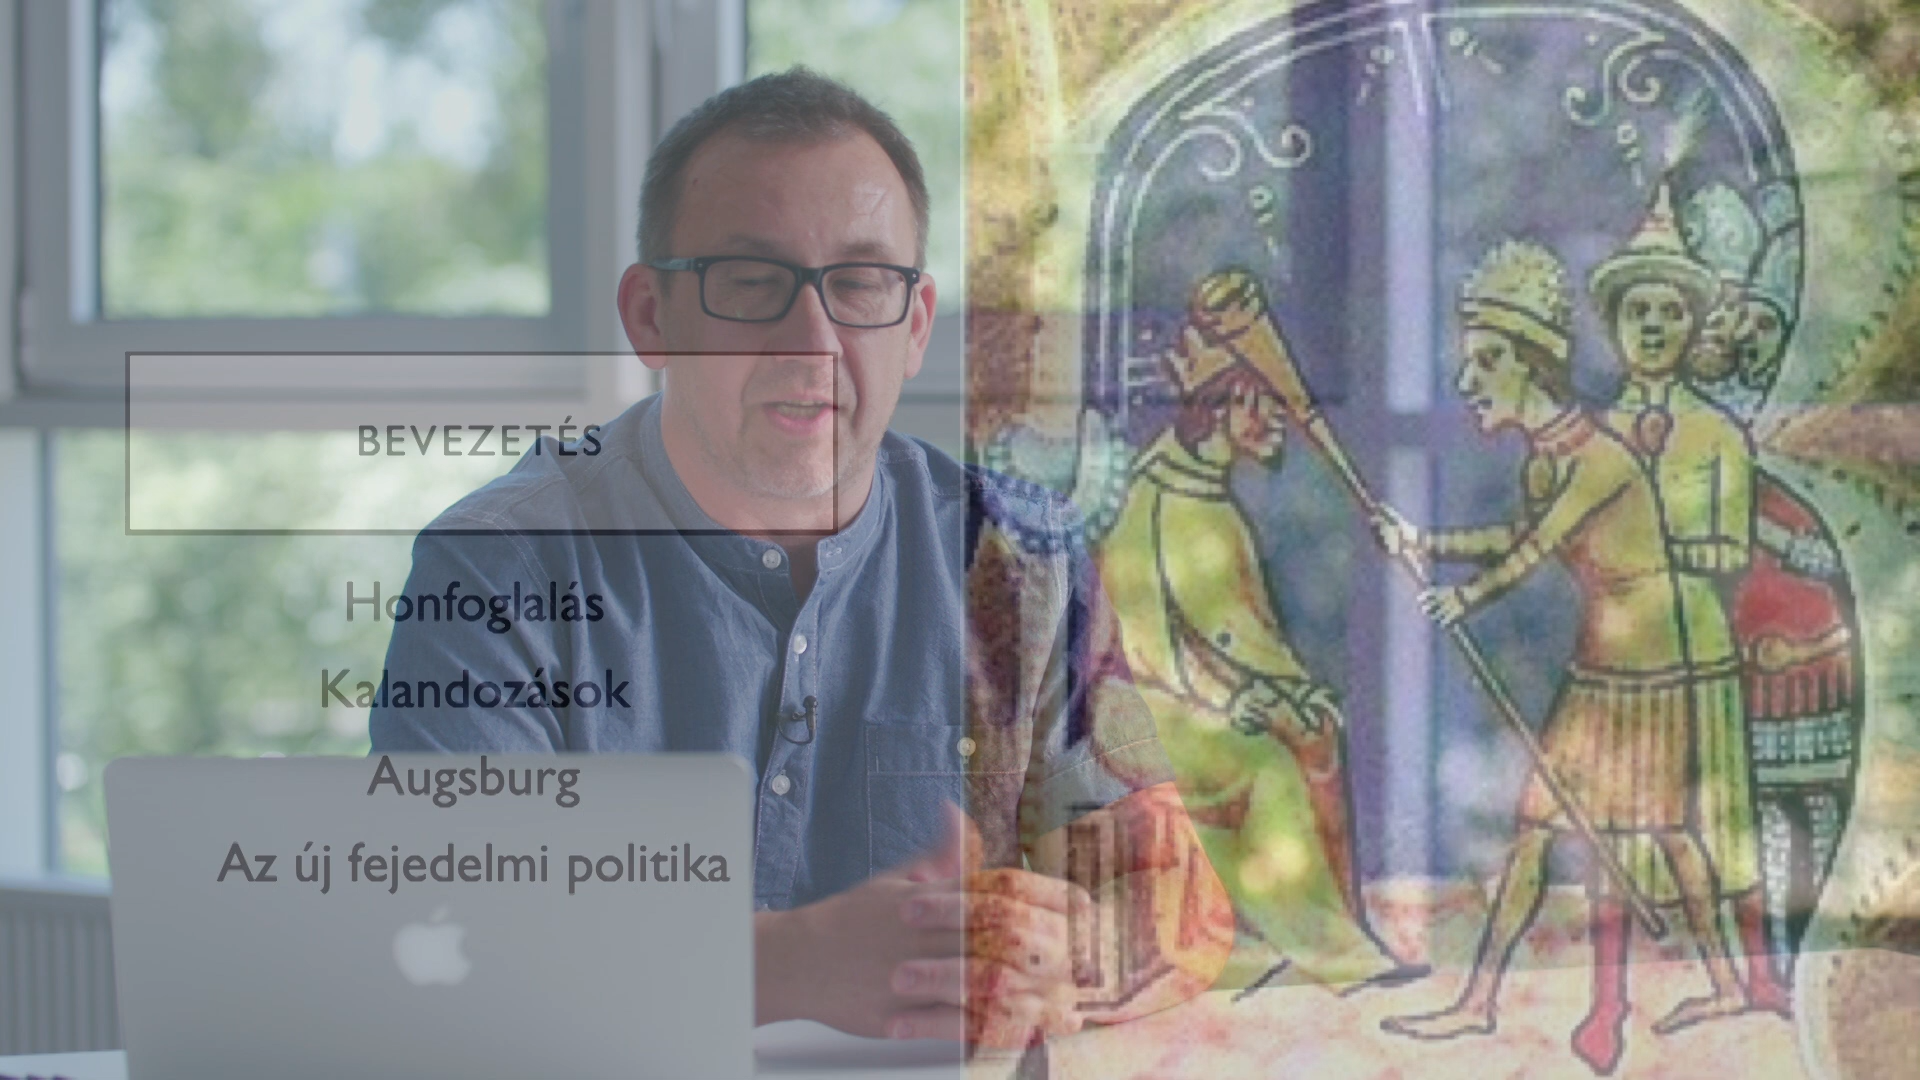 BEVEZETÉS
Honfoglalás
Kalandozások
Augsburg
Az új fejedelmi politika